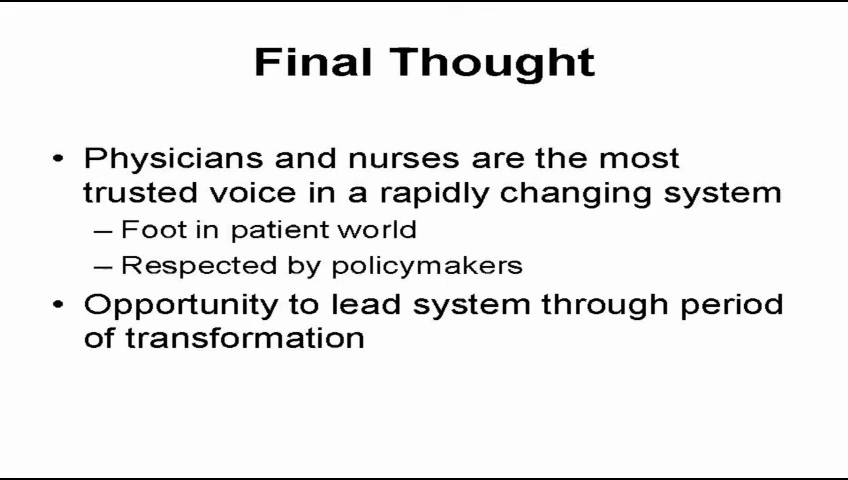 Final Thought
• Physicians and nurses are the most
trusted voice in a rapidly changing system
– Foot in patient world
– Respected by policymakers
• Opportunity to lead system through period
of transformation